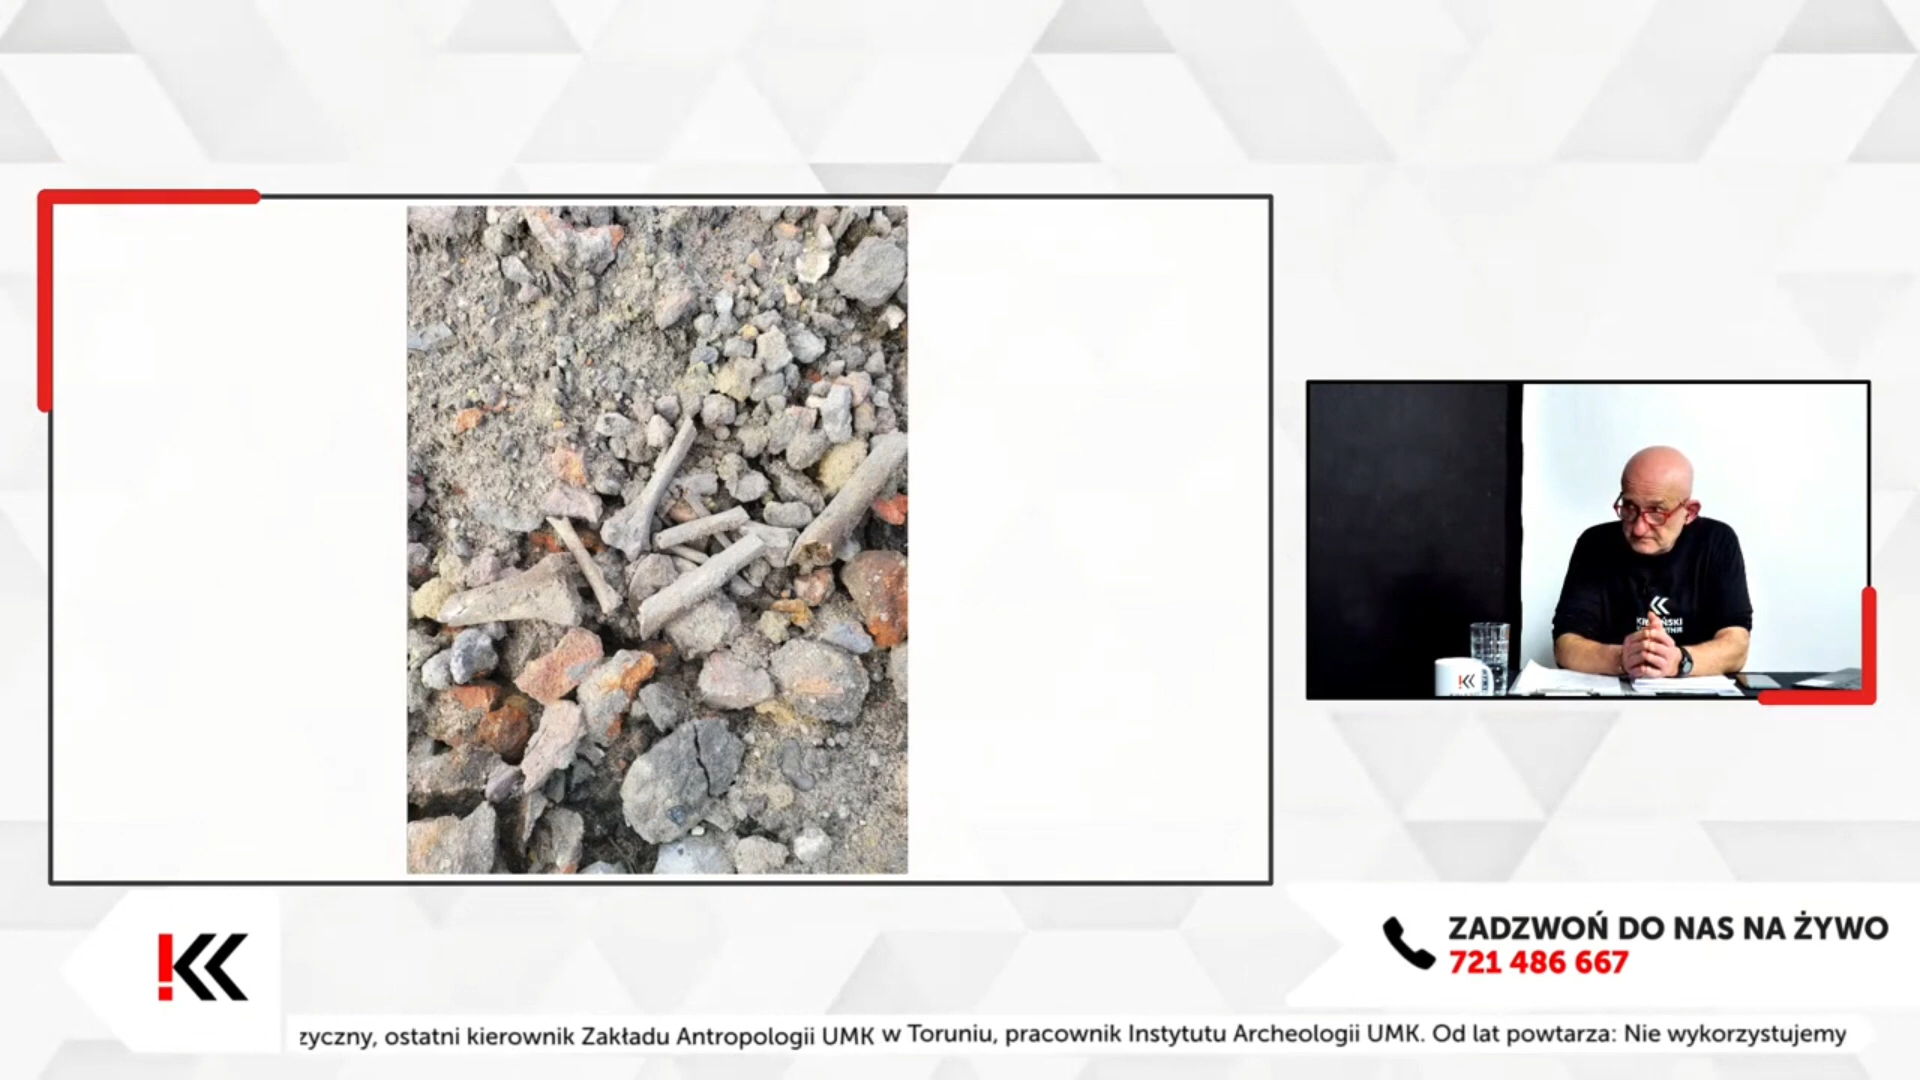 !KK
ZADZWOŃ DO NAS NA ŻYWO
721 486 667
zyczny, ostatni kierownik Zakładu Antropologii UMK w Toruniu, pracownik Instytutu Archeologii UMK. Od lat powtarza: Nie wykorzystujemy